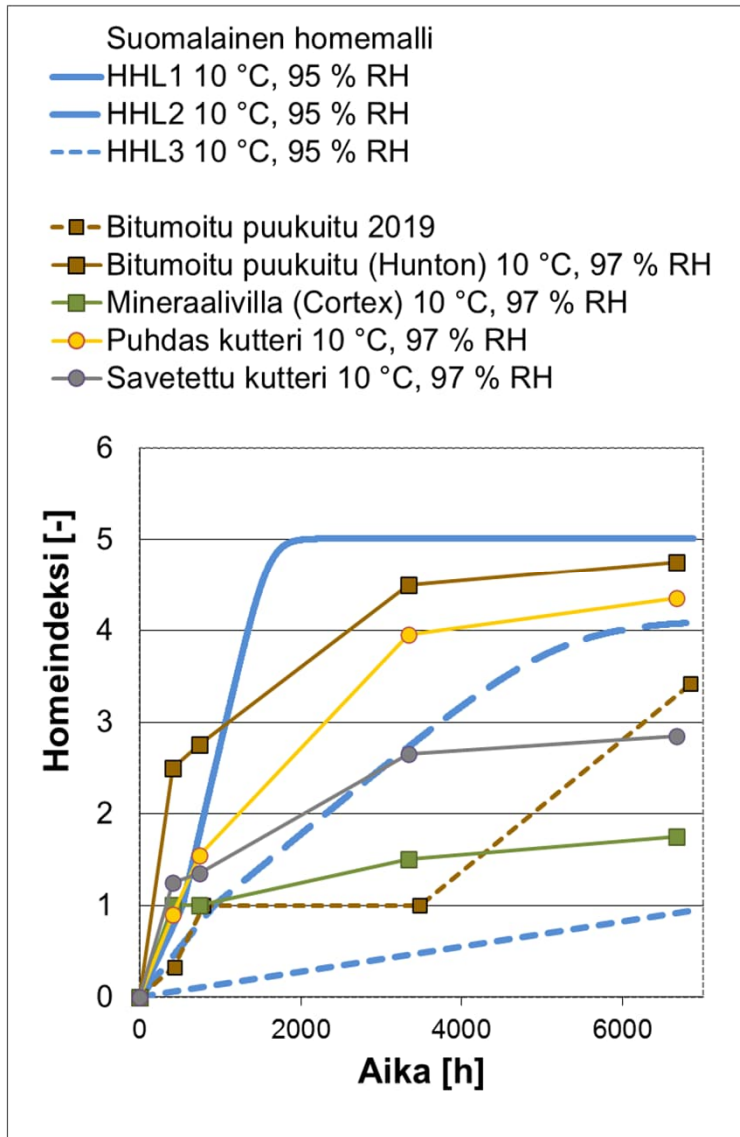 Suomalainen homemalli
HHL1 10 °C, 95 % RH
HHL2 10 °C, 95 % RH
HHL3 10 °C, 95 % RH
Bitumoitu puukuitu 2019
Bitumoitu puukuitu (Hunton) 10 °C, 97 % RH
Mineraalivilla (Cortex) 10 °C, 97 % RH
Puhdas kutteri 10 °C, 97 % RH
Savetettu kutteri 10 °C, 97 % RH
Homeindeksi [-]
6
5
4
3
2
1
0
0 2000 4000 6000
Aika [h]